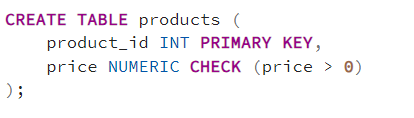 CREATE TABLE products (
    product_id INT PRIMARY KEY,
    price NUMERIC CHECK (price > 0)
);